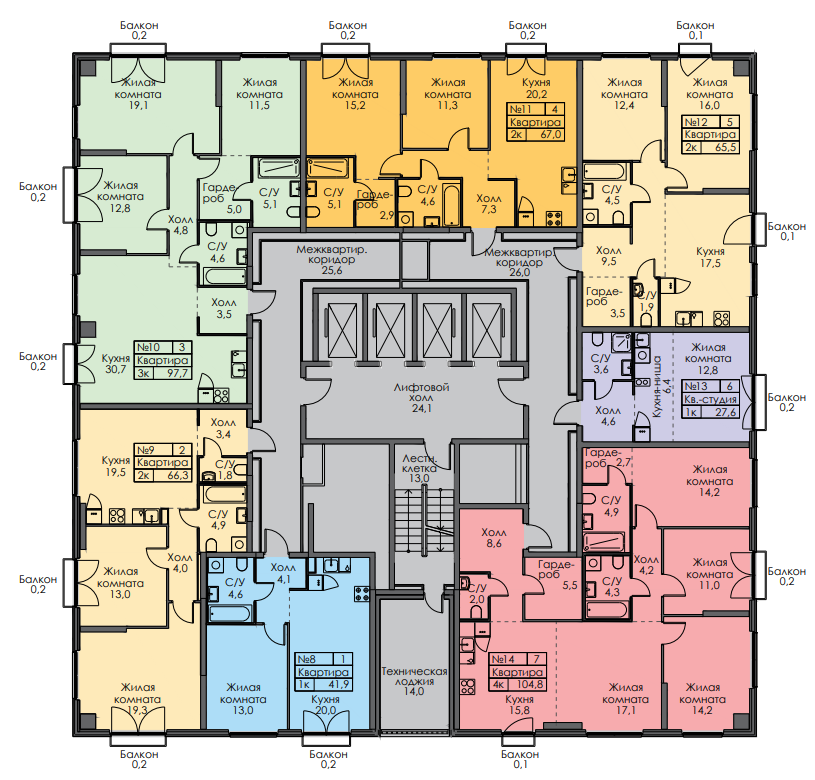 Балкон
0,2
Балкон
0,2
Балкон
0,2
Балкон
0,1
Жилая
комната
19,1
Жилая
комната
11,5
Жилая
комната
15,2
Жилая
комната
11,3
Кухня
20,2
№11 4
Квартира
2к 67,0
Жилая
комната
12,4
Жилая
комната
16,0
№12 5
Квартира
2к 65,5
Балкон
0,2
Жилая
комната
12,8
Гарде-
роб
5,0
С/У
5,1
С/У
5,1
Гарде-
роб
2,9
С/У
4,6
Холл
7,3
С/У
4,5
Холл
4,8
С/У
4,6
Балкон
0,1
Межквартир.
коридор
25,6
Межквартир.
коридор
26,0
Холл
9,5
Кухня
17,5
Холл
3,5
Гарде-
роб
3,5
С/У
1,9
Балкон
0,2
Кухня
30,7
№10 3
Квартира
3к 97,7
С/У
3,6
Кухня-ниша
6,4
Жилая
комната
12,8
№13 6
Кв.-студия
1к 27,6
Балкон
0,2
Лифтовой
холл
24,1
Холл
4,6
Холл
3,4
№9 2
Квартира
2к 66,3
Кухня
19,5
С/У
1,8
Лестн.
клетка
13,0
Гарде-
роб
2,7
Жилая
комната
14,2
С/У
4,9
С/У
4,9
Холл
8,6
Балкон
0,2
Жилая
комната
13,0
Холл
4,0
С/У
4,6
Холл
4,1
С/У
2,0
Гарде-
роб
5,5
С/У
4,3
Холл
4,2
Жилая
комната
11,0
Балкон
0,2
№8 1
Квартира
1к 41,9
Техническая
лоджия
14,0
№14 7
Квартира
4к 104,8
Жилая
комната
19,3
Жилая
комната
13,0
Кухня
20,0
Кухня
15,8
Жилая
комната
17,1
Жилая
комната
14,2
Балкон
0,2
Балкон
0,2
Балкон
0,1